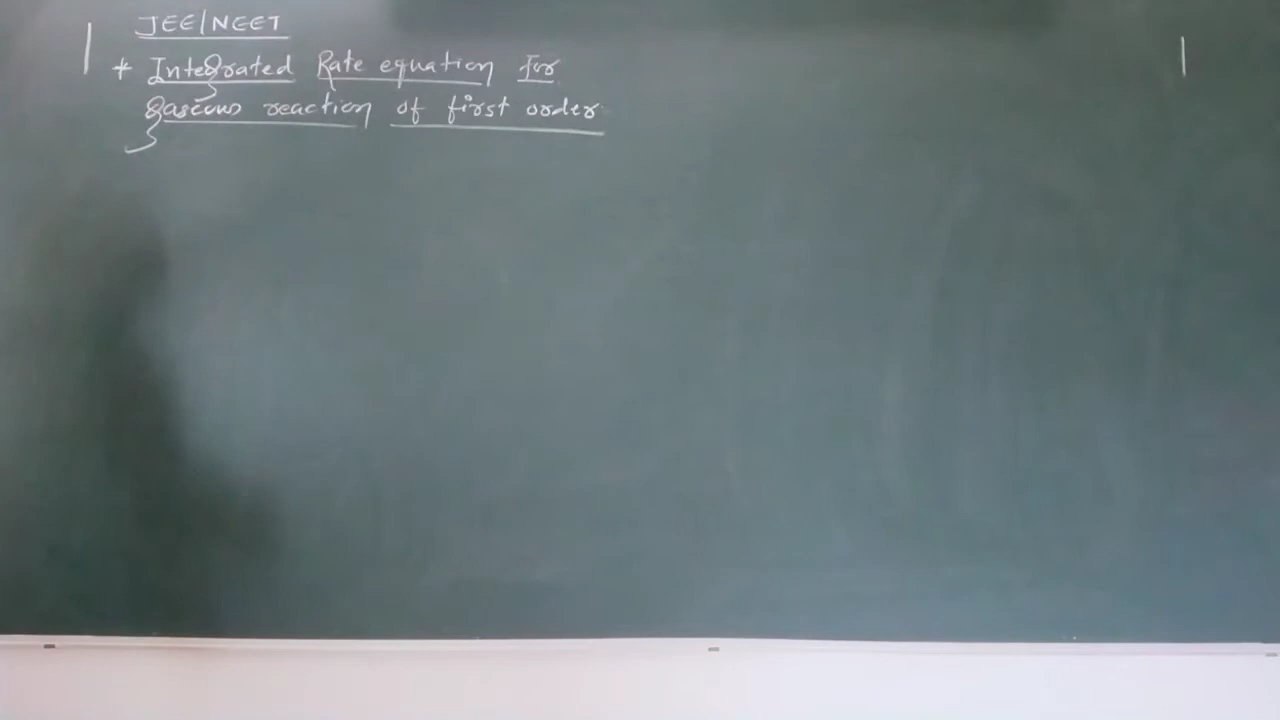 JEE/NEET
* Integrated Rate equation for
gaseous reaction of first order